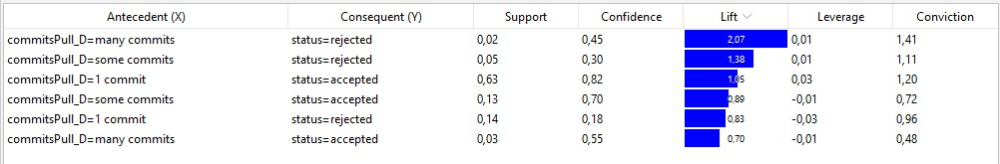 Antecedent (X) Consequent (Y) Support Confidence Lift Leverage Conviction
commitsPull_D=many commits status=rejected 0,02 0,45 2,07 0,01 1,41
commitsPull_D=some commits status=rejected 0,05 0,30 1,38 0,01 1,11
commitsPull_D=1 commit status=accepted 0,63 0,82 1,05 0,03 1,20
commitsPull_D=some commits status=accepted 0,13 0,70 0,89 -0,01 0,72
commitsPull_D=1 commit status=rejected 0,14 0,18 0,83 -0,03 0,96
commitsPull_D=many commits status=accepted 0,03 0,55 0,70 -0,01 0,48